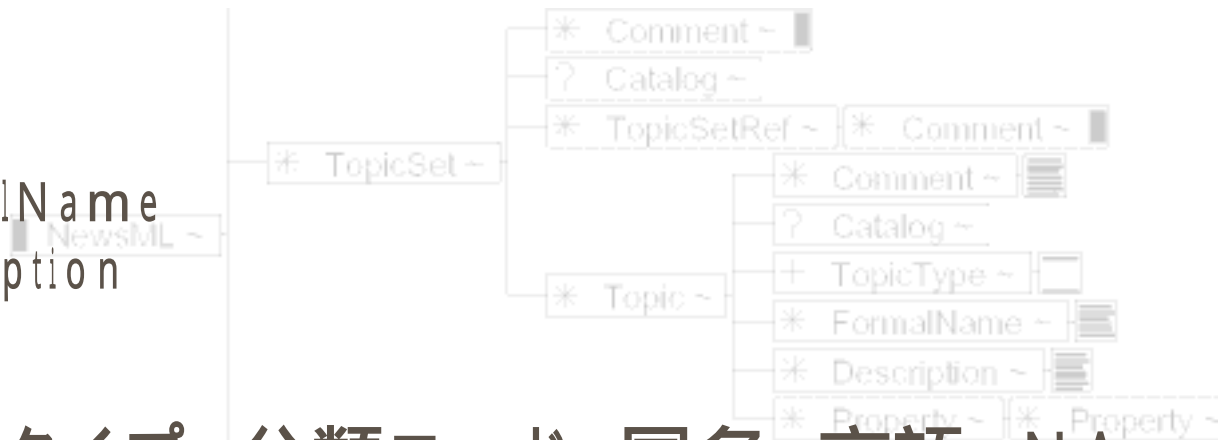 * Comment ~
? Catalog ~
* TopicSetRef ~ * Comment ~
* TopicSet ~
* Comment ~
lName
? Catalog ~
NewsML ~
ption
+ TopicType ~
* Topic ~
* FormalName ~
* Description ~
* Property ~ * Property ~